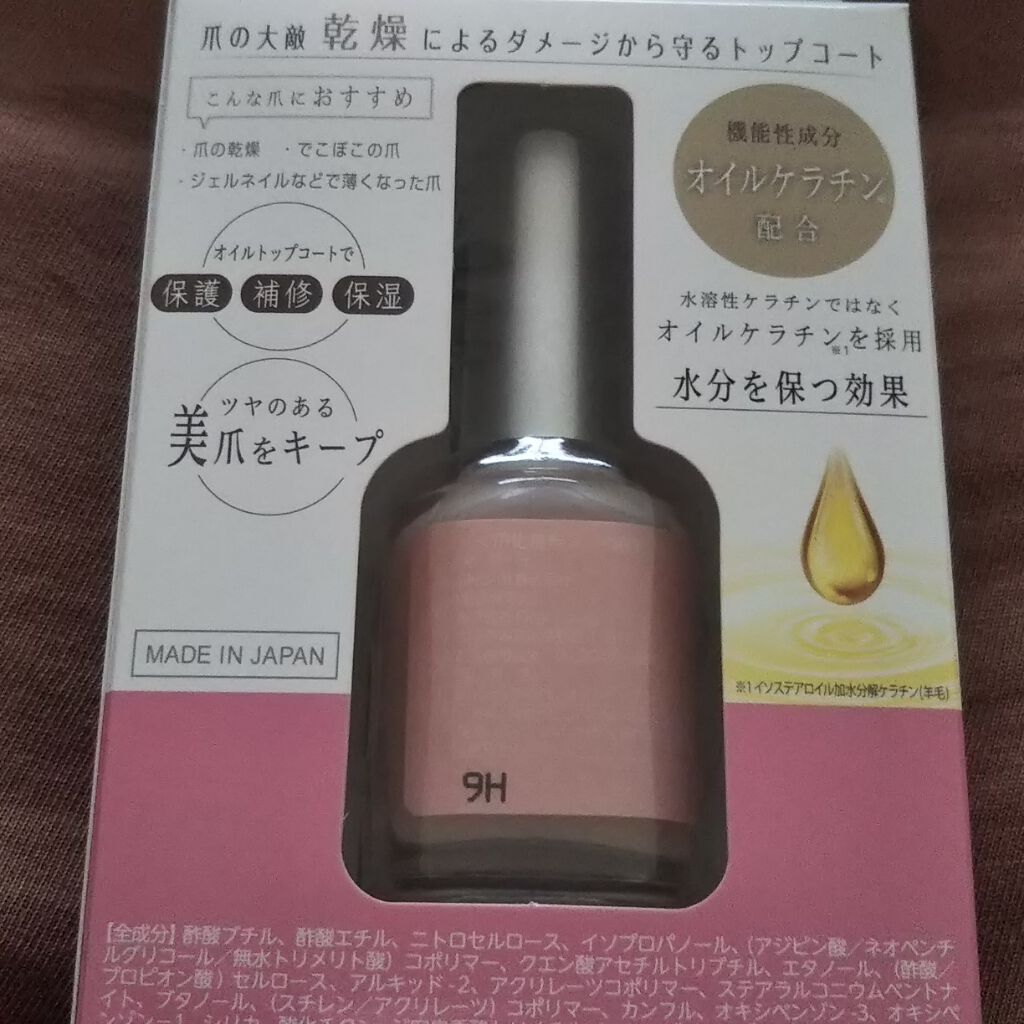 爪の大敵 乾燥 によるダメージから守るトップコート
こんな爪におすすめ
・爪の乾燥 ・でこぼこの爪
・ジェルネイルなどで薄くなった爪
オイルトップコートで
保護 補修 保湿
ツヤのある
美爪をキープ
機能性成分
オイルケラチン
配合
水溶性ケラチンではなく
オイルケラチン※1を採用
水分を保つ効果
※1イソステアロイル加水分解ケラチン(羊毛)
MADE IN JAPAN
9H
【全成分】酢酸ブチル、酢酸エチル、ニトロセルロース、イソプロパノール、(アジピン酸/ネオペンチ
ルグリコール/無水トリメリト酸)コポリマー、クエン酸アセチルトリブチル、エタノール、(酢酸/
プロピオン酸)セルロース、アルキッド-2、アクリレーツコポリマー、ステアラルコニウムベントナ
イト、ブタノール、(スチレン/アクリレーツ)コポリマー、カンフル、オキシベンゾン-3、オキシベ